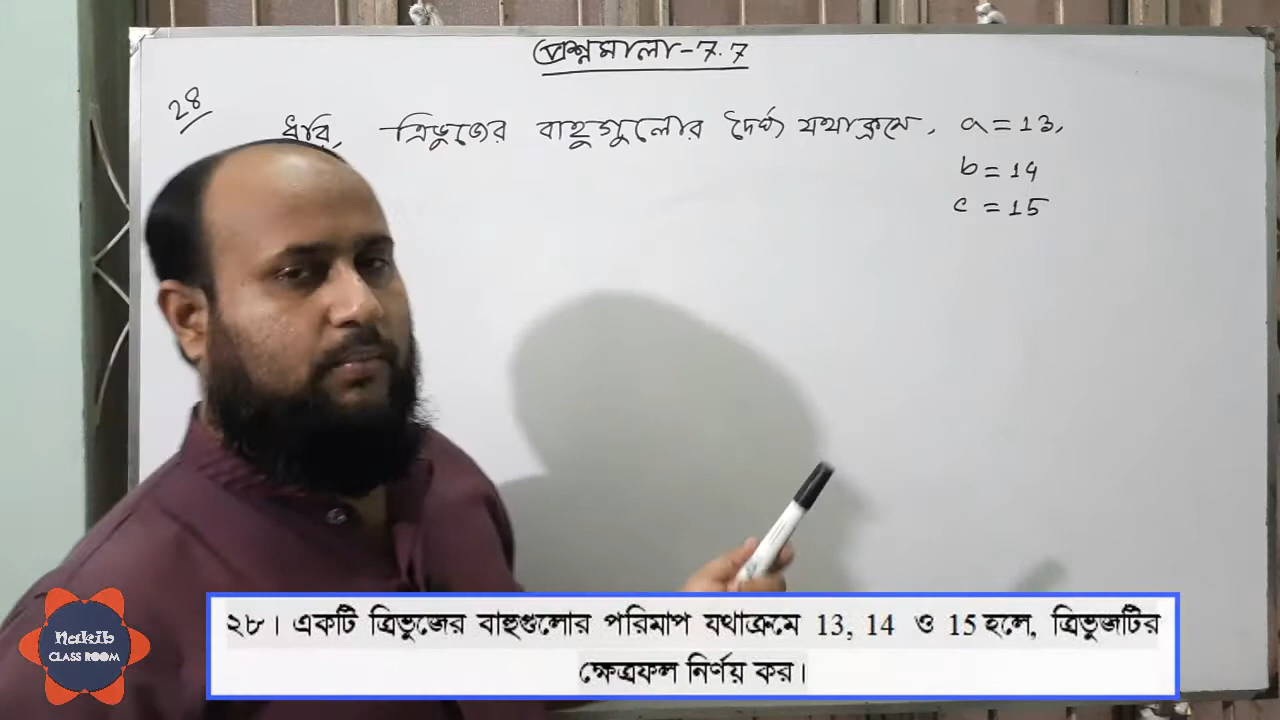 প্রশ্নমালা-7.7
28
ধরি, ত্রিভুজের বাহুগুলোর দৈর্ঘ্য যথাক্রমে, a = 13,
b = 14
c = 15
২৮। একটি ত্রিভুজের বাহুগুলোর পরিমাপ যথাক্রমে 13, 14 ও 15 হলে, ত্রিভুজটির
ক্ষেত্রফল নির্ণয় কর।
Nakib
CLASS ROOM